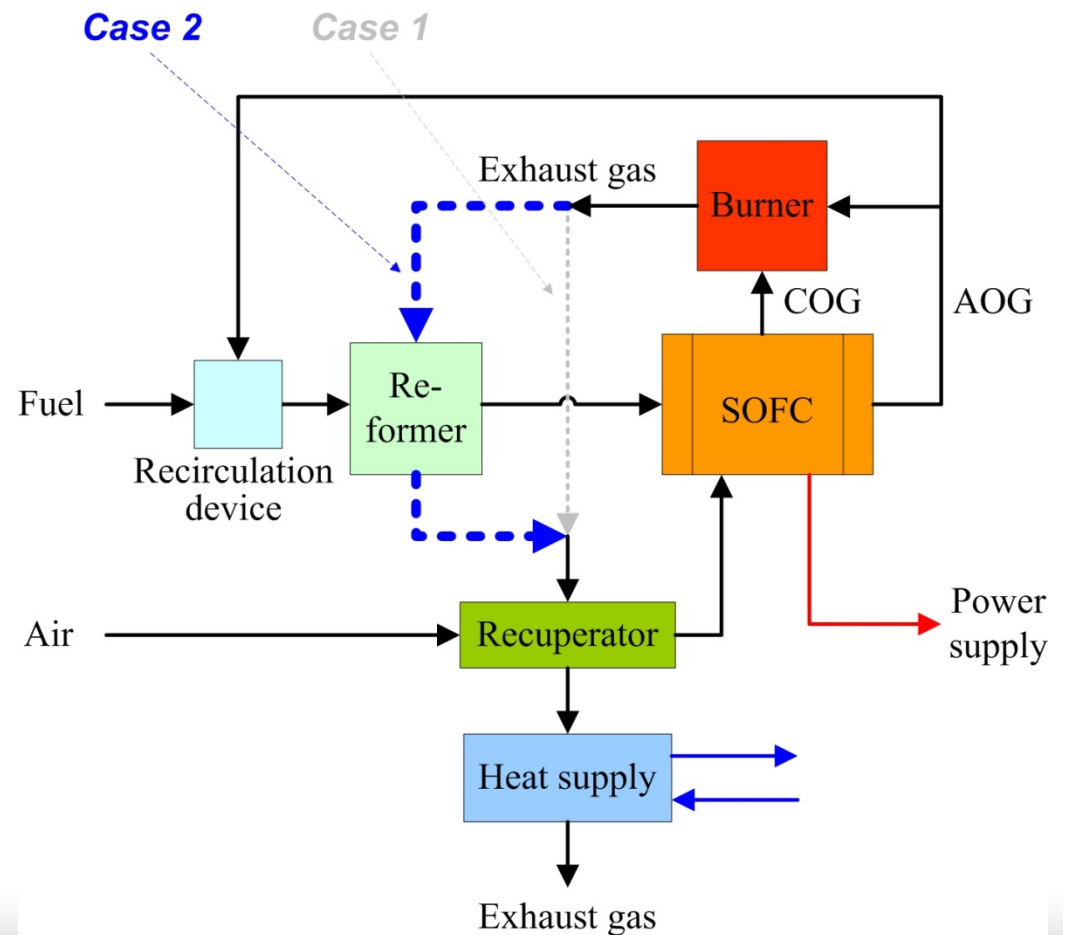 Case 2
Case 1
Exhaust gas
Burner
COG
AOG
Fuel
Re-
former
SOFC
Recirculation
device
Air
Recuperator
Power
supply
Heat supply
Exhaust gas